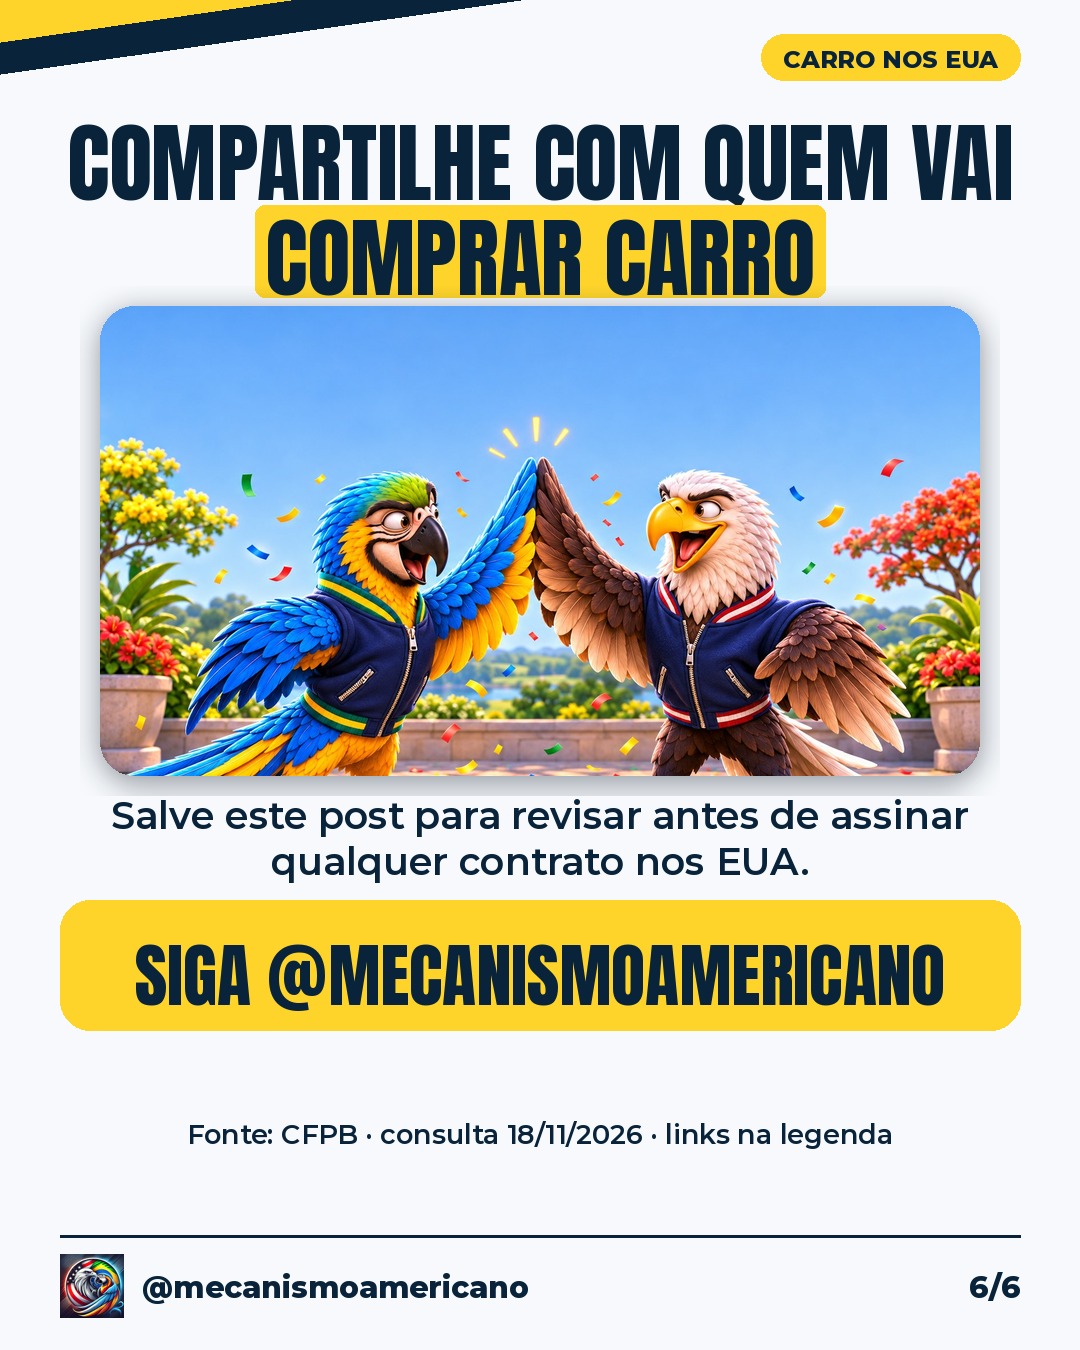 CARRO NOS EUA
COMPARTILHE COM QUEM VAI
COMPRAR CARRO
Salve este post para revisar antes de assinar
qualquer contrato nos EUA.
SIGA @MECANISMOAMERICANO
Fonte: CFPB · consulta 18/11/2026 · links na legenda
@mecanismoamericano
6/6